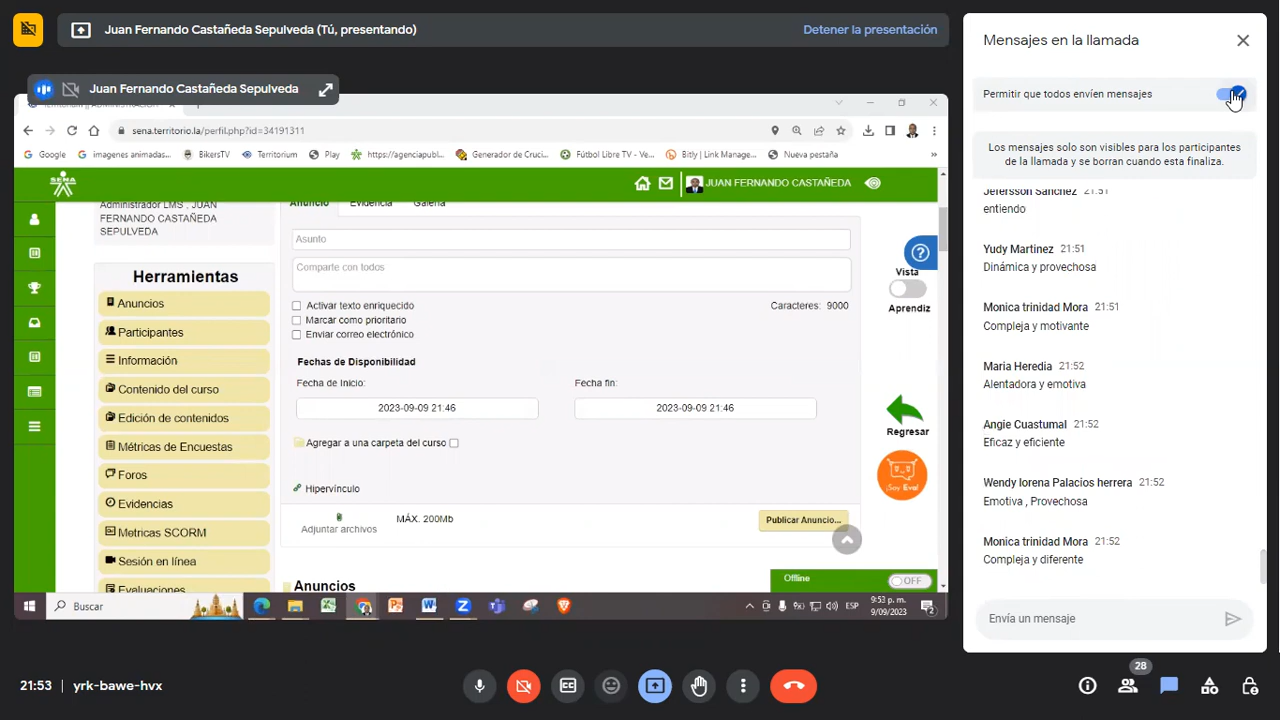 Juan Fernando Castañeda Sepulveda (Tú, presentando)
Detener la presentación
Juan Fernando Castañeda Sepulveda
sena.territorio.la/perfil.php?id=34191311
Google
imagenes animadas...
BikersTV
Territorium
Play
https://agenciapubl...
Generador de Cruci...
Fútbol Libre TV – Ve...
Bitly | Link Manage...
Nueva pestaña
»
SENA
JUAN FERNANDO CASTAÑEDA
Administrador LMS , JUAN
FERNANDO CASTAÑEDA
SEPULVEDA
Herramientas
Anuncios
Participantes
Información
Contenido del curso
Edición de contenidos
Métricas de Encuestas
Foros
Evidencias
Metricas SCORM
Sesión en línea
Evaluaciones
Anuncio
Evidencia
Galería
Asunto
Comparte con todos
Activar texto enriquecido
Caracteres: 9000
Marcar como prioritario
Enviar correo electrónico
Fechas de Disponibilidad
Fecha de Inicio:
Fecha fin:
2023-09-09 21:46
2023-09-09 21:46
Agregar a una carpeta del curso
Hipervínculo
Adjuntar archivos
MÁX. 200Mb
Publicar Anuncio...
Anuncios
Vista
Aprendiz
Regresar
¡Soy Eva!
Offline
OFF
Buscar
ESP
9:53 p. m.
9/09/2023
2
Mensajes en la llamada
Permitir que todos envíen mensajes
Los mensajes solo son visibles para los participantes
de la llamada y se borran cuando esta finaliza.
Jefersson Sanchez 21:51
entiendo
Yudy Martinez 21:51
Dinámica y provechosa
Monica trinidad Mora 21:51
Compleja y motivante
Maria Heredia 21:52
Alentadora y emotiva
Angie Cuastumal 21:52
Eficaz y eficiente
Wendy lorena Palacios herrera 21:52
Emotiva , Provechosa
Monica trinidad Mora 21:52
Compleja y diferente
Envía un mensaje
21:53 | yrk-bawe-hvx
28